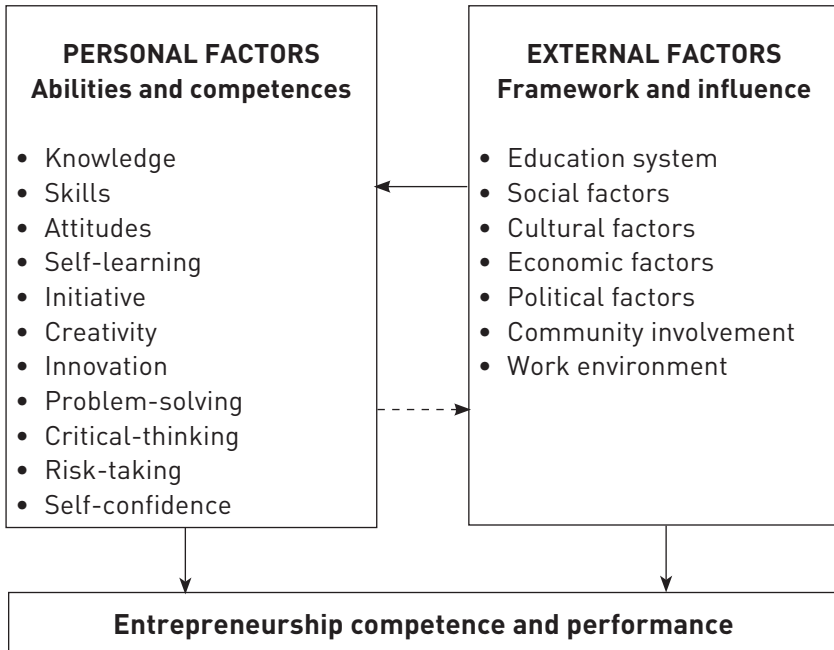 PERSONAL FACTORS
Abilities and competences
• Knowledge
• Skills
• Attitudes
• Self-learning
• Initiative
• Creativity
• Innovation
• Problem-solving
• Critical-thinking
• Risk-taking
• Self-confidence
EXTERNAL FACTORS
Framework and influence
• Education system
• Social factors
• Cultural factors
• Economic factors
• Political factors
• Community involvement
• Work environment
Entrepreneurship competence and performance